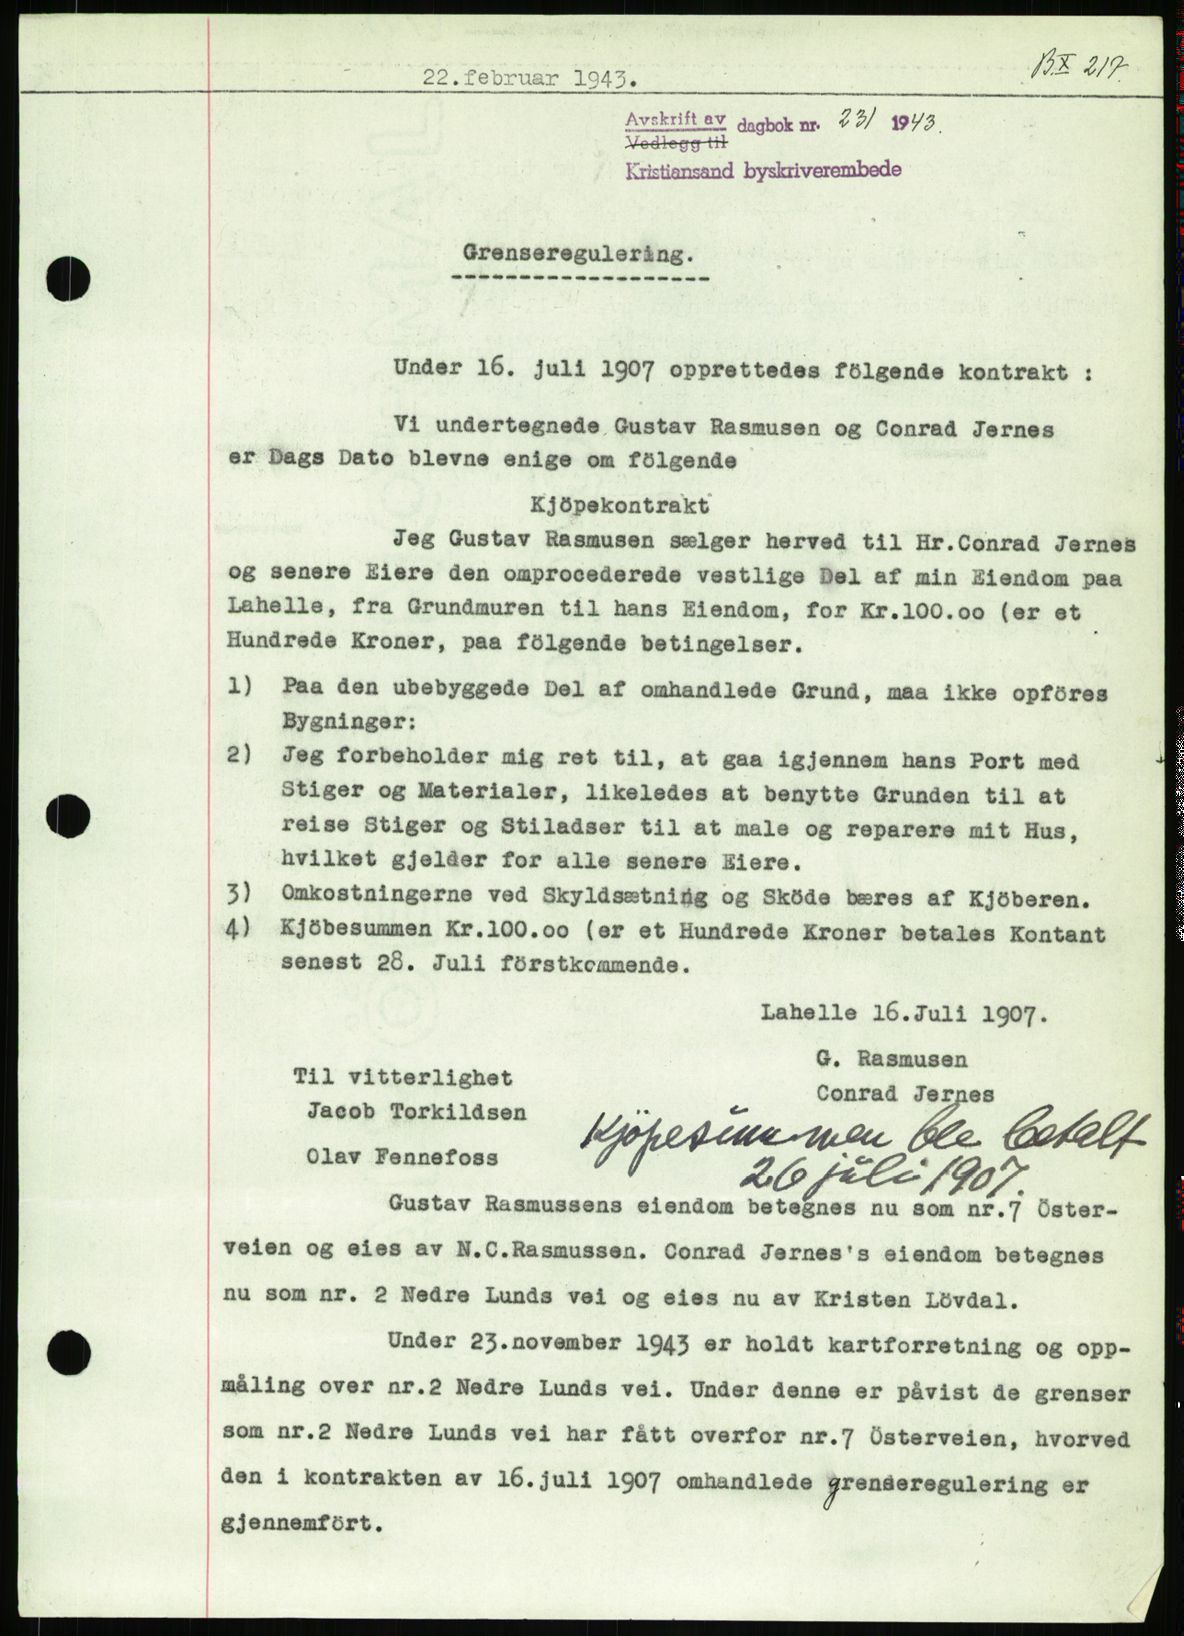 22.februar 1943.
B.X 217.
Avskrift av
Vedlegg til
dagbok nr. 231 1943.
Kristiansand byskriverembede
Grenseregulering.
Under 16. juli 1907 opprettedes fölgende kontrakt :
Vi undertegnede Gustav Rasmusen og Conrad Jernes
er Dags Dato blevne enige om fölgende
Kjöpekontrakt
Jeg Gustav Rasmusen sælger herved til Hr.Conrad Jernes
og senere Eiere den omprocederede vestlige Del af min Eiendom paa
Lahelle, fra Grundmuren til hans Eiendom, for Kr.100.oo (er et
Hundrede Kroner, paa fölgende betingelser.
1) Paa den ubebyggede Del af omhandlede Grund, maa ikke opföres
Bygninger:
2) Jeg forbeholder mig ret til, at gaa igjennem hans Port med
Stiger og Materialer, likeledes at benytte Grunden til at
reise Stiger og Stiladser til at male og reparere mit Hus,
hvilket gjelder for alle senere Eiere.
3) Omkostningerne ved Skyldsætning og Sköde bæres af Kjöberen.
4) Kjöbesummen Kr.100.oo (er et Hundrede Kroner betales Kontant
senest 28. Juli förstkommende.
Lahelle 16.Juli 1907.
G. Rasmusen
Til vitterlighet
Conrad Jernes
Jacob Torkildsen
Kjöpesummen ble betalt
Olav Fennefoss
26 juli 1907.
Gustav Rasmussens eiendom betegnes nu som nr.7 Öster-
veien og eies av N.C.Rasmussen. Conrad Jernes's eiendom betegnes
nu som nr. 2 Nedre Lunds vei og eies nu av Kristen Lövdal.
Under 23.november 1943 er holdt kartforretning og opp-
måling over nr.2 Nedre Lunds vei. Under denne er påvist de grenser
som nr.2 Nedre Lunds vei har fått overfor nr.7 Österveien, hvorved
den i kontrakten av 16.juli 1907 omhandlede grenseregulering er
gjennemfört.